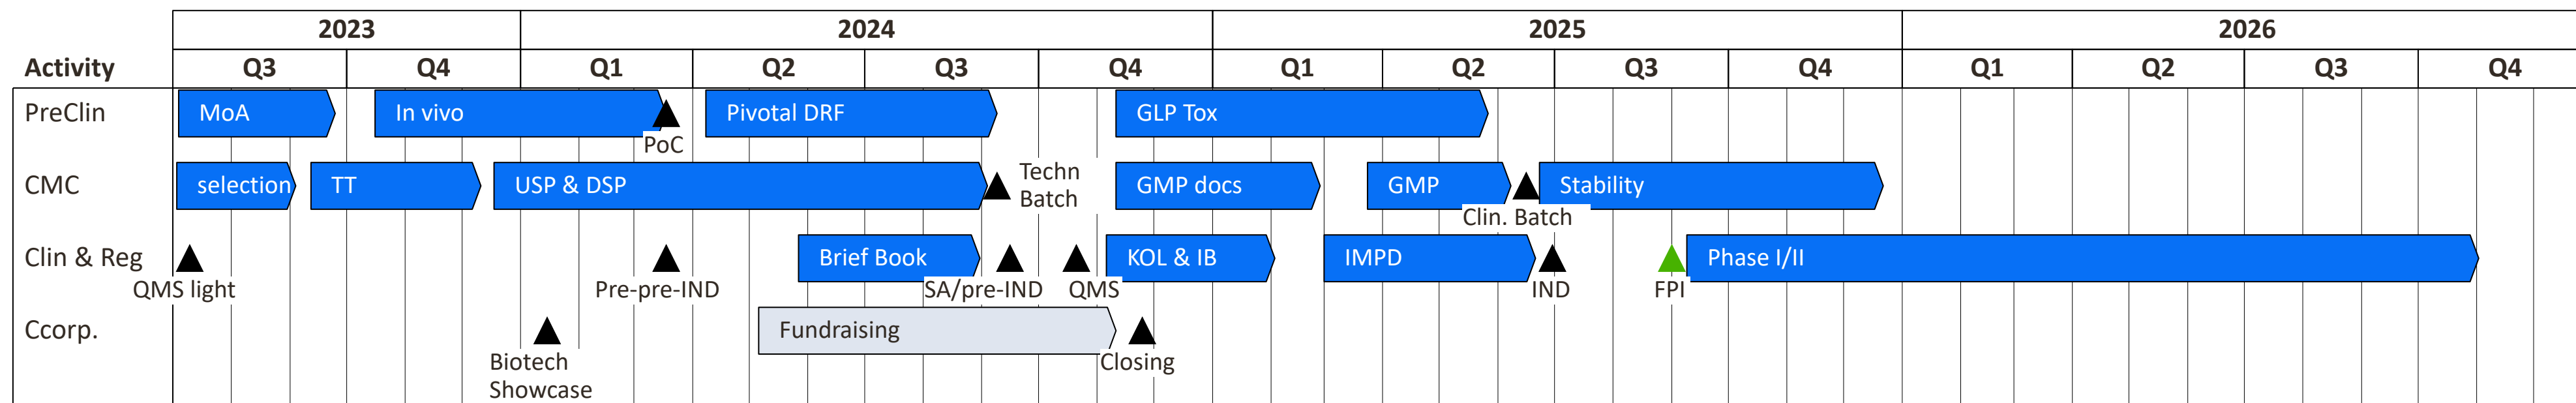 2023 2024 2025 2026
Activity Q3 Q4 Q1 Q2 Q3 Q4 Q1 Q2 Q3 Q4 Q1 Q2 Q3 Q4
PreClin MoA In vivo Pivotal DRF GLP Tox
PoC
CMC selection TT USP & DSP Techn GMP docs GMP Stability
Batch
Clin. Batch
Clin & Reg Brief Book KOL & IB IMPD Phase I/II
QMS light Pre-pre-IND SA/pre-IND QMS IND FPI
Ccorp. Fundraising
Biotech Closing
Showcase